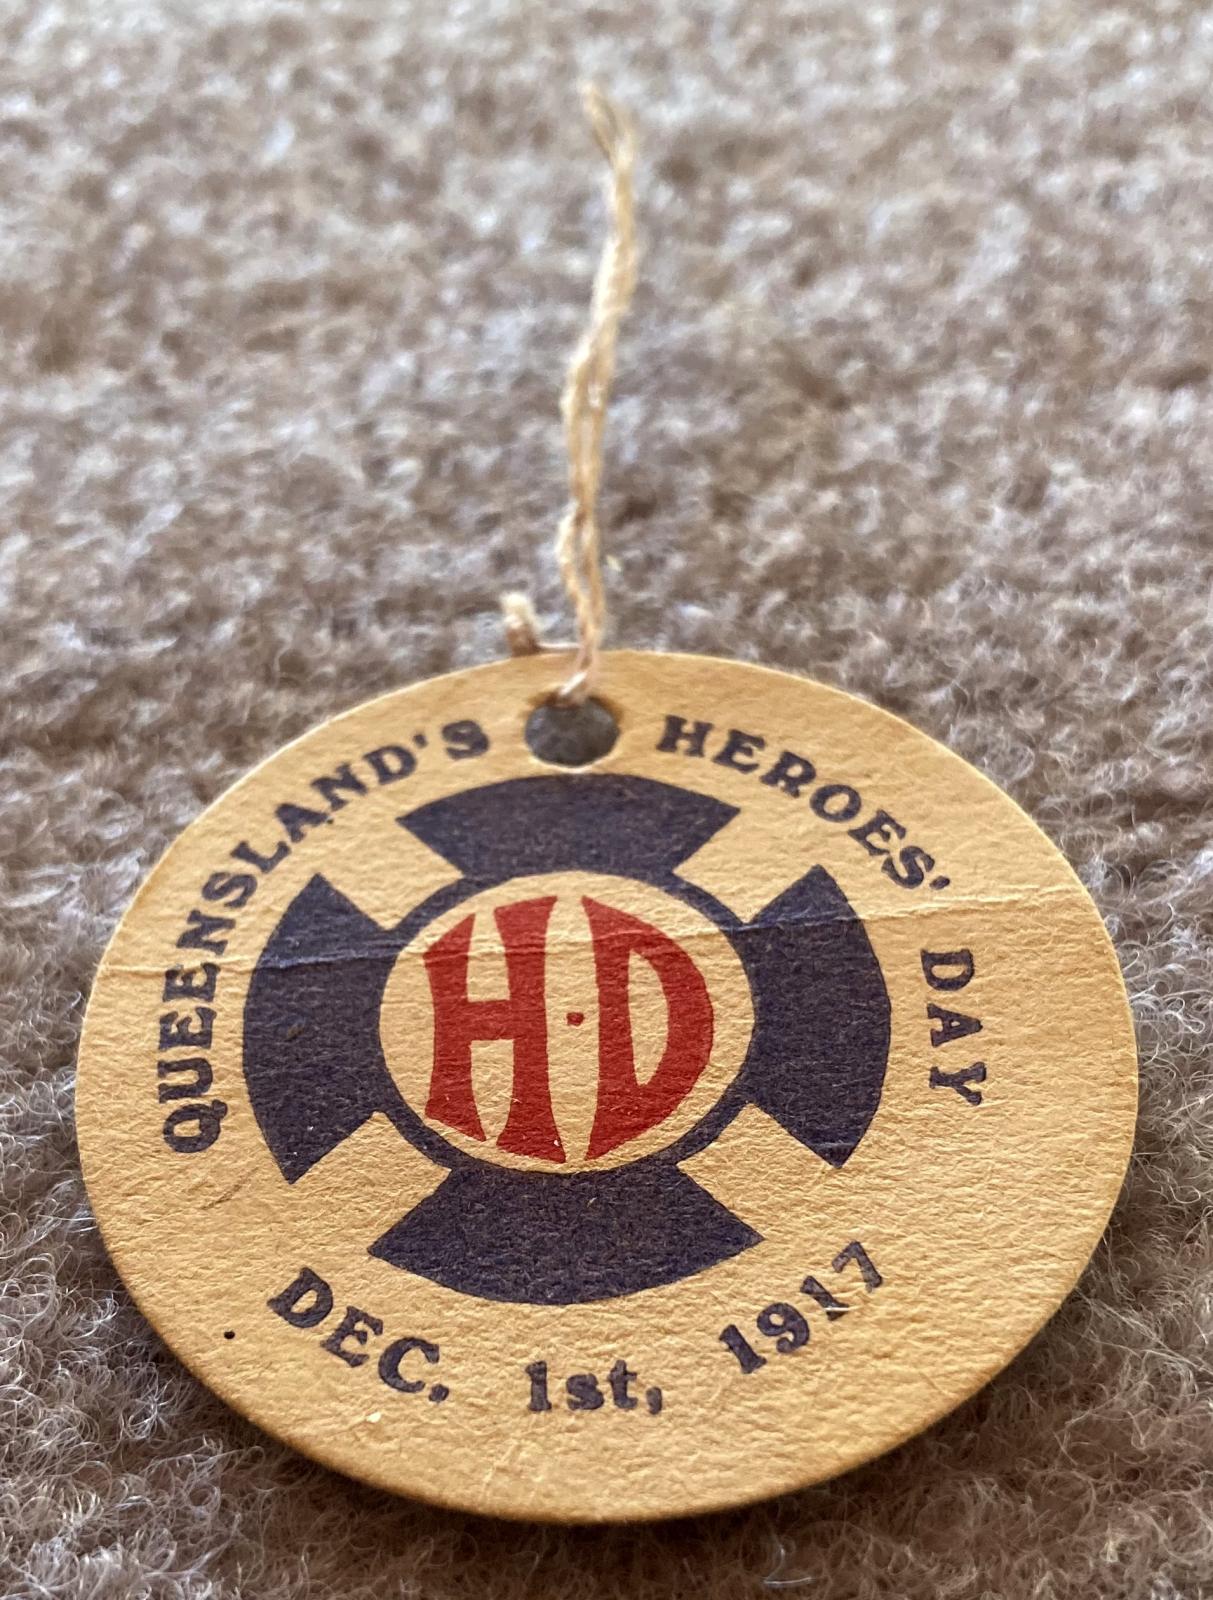 QUEENSLAND'S HEROES' DAY
H·D
DEC. 1st, 1917